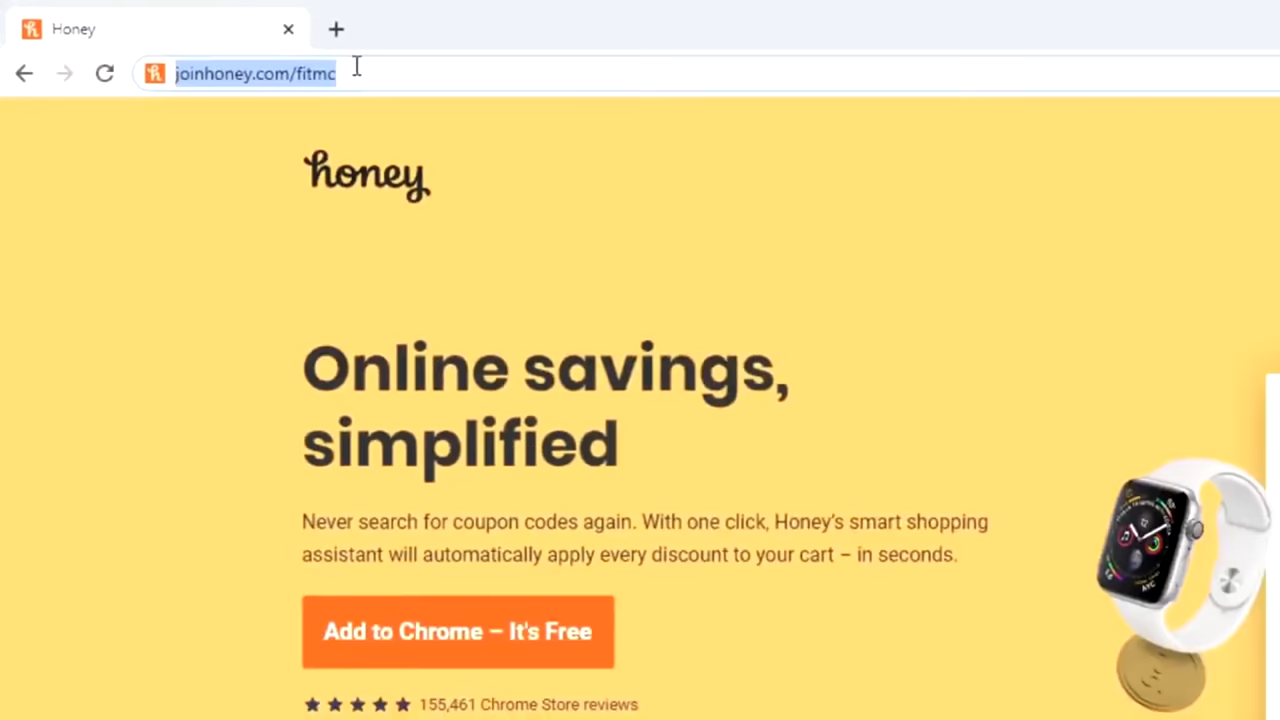 Honey
joinhoney.com/fitmc
honey
Online savings,
simplified
Never search for coupon codes again. With one click, Honey's smart shopping
assistant will automatically apply every discount to your cart – in seconds.
Add to Chrome – It's Free
155,461 Chrome Store reviews